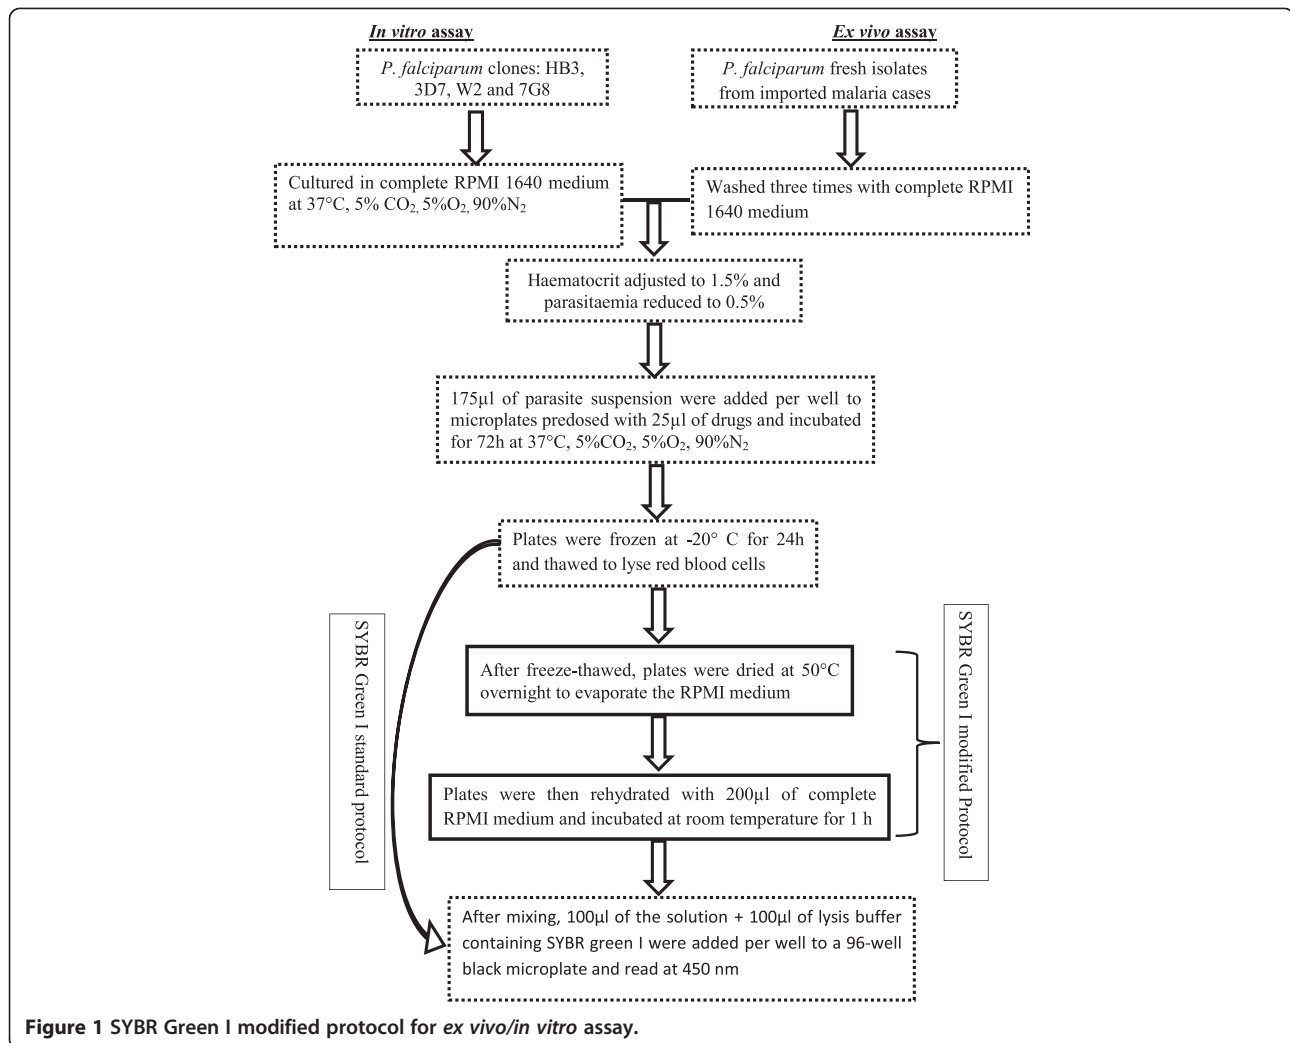 In vitro assay
Ex vivo assay
P. falciparum clones: HB3,
3D7, W2 and 7G8
P. falciparum fresh isolates
from imported malaria cases
Cultured in complete RPMI 1640 medium
at 37°C, 5% CO₂, 5%O₂, 90%N₂
Washed three times with complete RPMI
1640 medium
Haematocrit adjusted to 1.5% and
parasitaemia reduced to 0.5%
175µl of parasite suspension were added per well to
microplates predosed with 25µl of drugs and incubated
for 72h at 37°C, 5%CO₂, 5%O₂, 90%N₂
Plates were frozen at -20° C for 24h
and thawed to lyse red blood cells
SYBR Green I standard protocol
After freeze-thawed, plates were dried at 50°C
overnight to evaporate the RPMI medium
Plates were then rehydrated with 200µl of complete
RPMI medium and incubated at room temperature for 1 h
SYBR Green I modified Protocol
After mixing, 100µl of the solution + 100µl of lysis buffer
containing SYBR green I were added per well to a 96-well
black microplate and read at 450 nm
Figure 1 SYBR Green I modified protocol for ex vivo/in vitro assay.